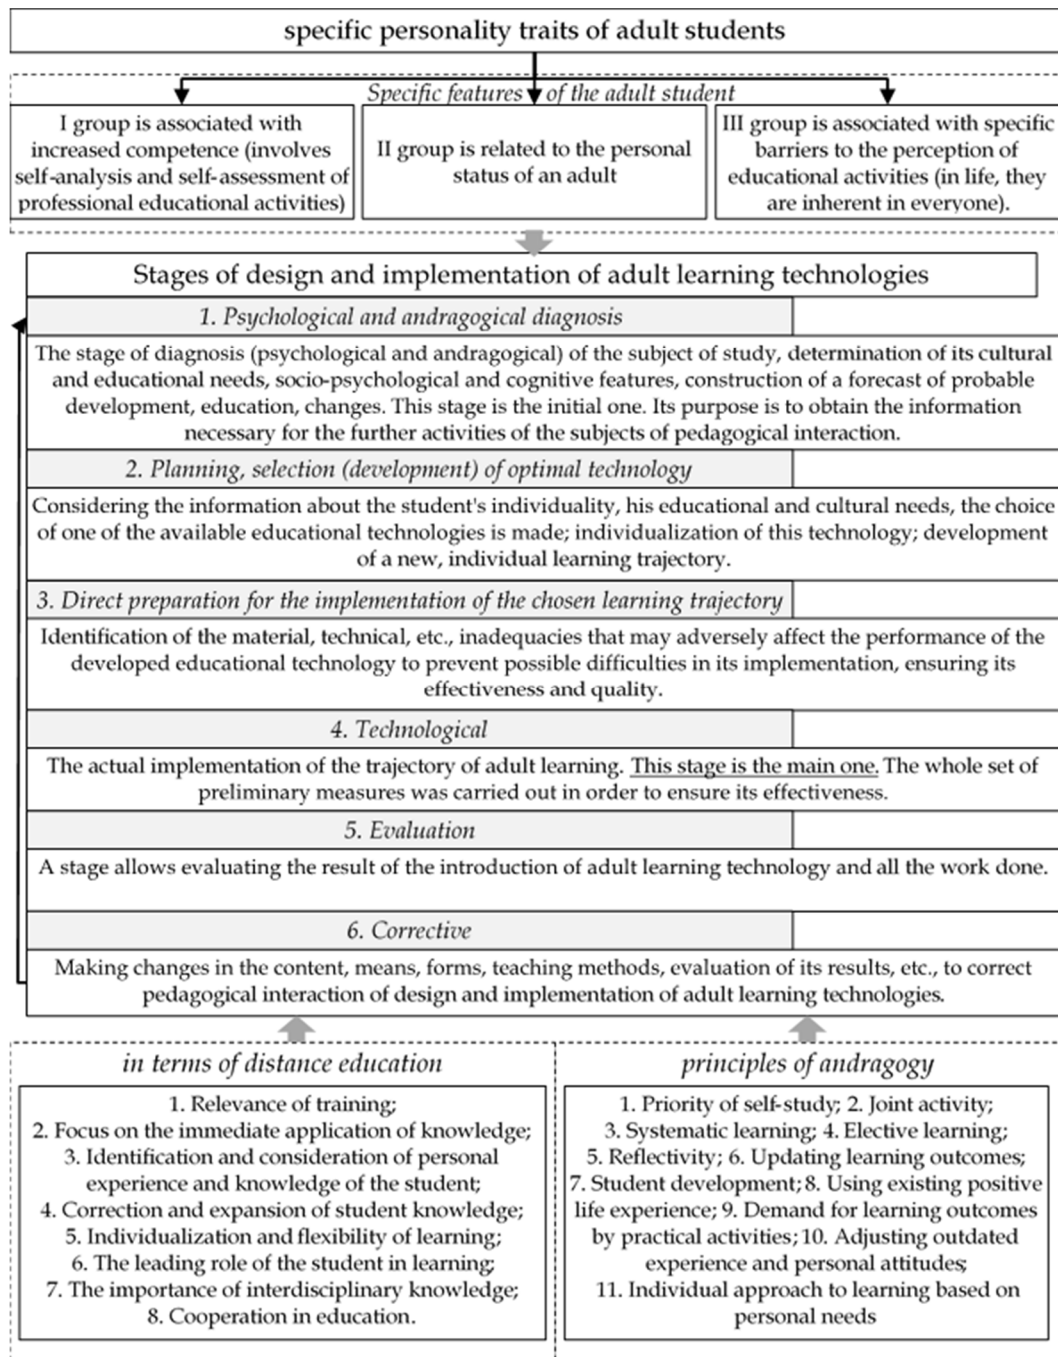 specific personality traits of adult students
Specific features of the adult student
I group is associated with
increased competence (involves
self-analysis and self-assessment of
professional educational activities)
II group is related to the personal
status of an adult
III group is associated with specific
barriers to the perception of
educational activities (in life, they
are inherent in everyone).
Stages of design and implementation of adult learning technologies
1. Psychological and andragogical diagnosis
The stage of diagnosis (psychological and andragogical) of the subject of study, determination of its cultural
and educational needs, socio-psychological and cognitive features, construction of a forecast of probable
development, education, changes. This stage is the initial one. Its purpose is to obtain the information
necessary for the further activities of the subjects of pedagogical interaction.
2. Planning, selection (development) of optimal technology
Considering the information about the student's individuality, his educational and cultural needs, the choice
of one of the available educational technologies is made; individualization of this technology; development
of a new, individual learning trajectory.
3. Direct preparation for the implementation of the chosen learning trajectory
Identification of the material, technical, etc., inadequacies that may adversely affect the performance of the
developed educational technology to prevent possible difficulties in its implementation, ensuring its
effectiveness and quality.
4. Technological
The actual implementation of the trajectory of adult learning. This stage is the main one. The whole set of
preliminary measures was carried out in order to ensure its effectiveness.
5. Evaluation
A stage allows evaluating the result of the introduction of adult learning technology and all the work done.
6. Corrective
Making changes in the content, means, forms, teaching methods, evaluation of its results, etc., to correct
pedagogical interaction of design and implementation of adult learning technologies.
in terms of distance education
1. Relevance of training;
2. Focus on the immediate application of knowledge;
3. Identification and consideration of personal
experience and knowledge of the student;
4. Correction and expansion of student knowledge;
5. Individualization and flexibility of learning;
6. The leading role of the student in learning;
7. The importance of interdisciplinary knowledge;
8. Cooperation in education.
principles of andragogy
1. Priority of self-study; 2. Joint activity;
3. Systematic learning; 4. Elective learning;
5. Reflectivity; 6. Updating learning outcomes;
7. Student development; 8. Using existing positive
life experience; 9. Demand for learning outcomes
by practical activities; 10. Adjusting outdated
experience and personal attitudes;
11. Individual approach to learning based on
personal needs